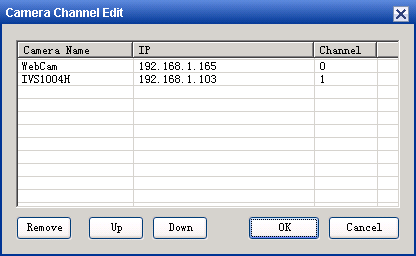 Camera Channel Edit
Camera Name IP Channel
WebCam 192.168.1.165 0
IVS1004H 192.168.1.103 1
Remove Up Down OK Cancel